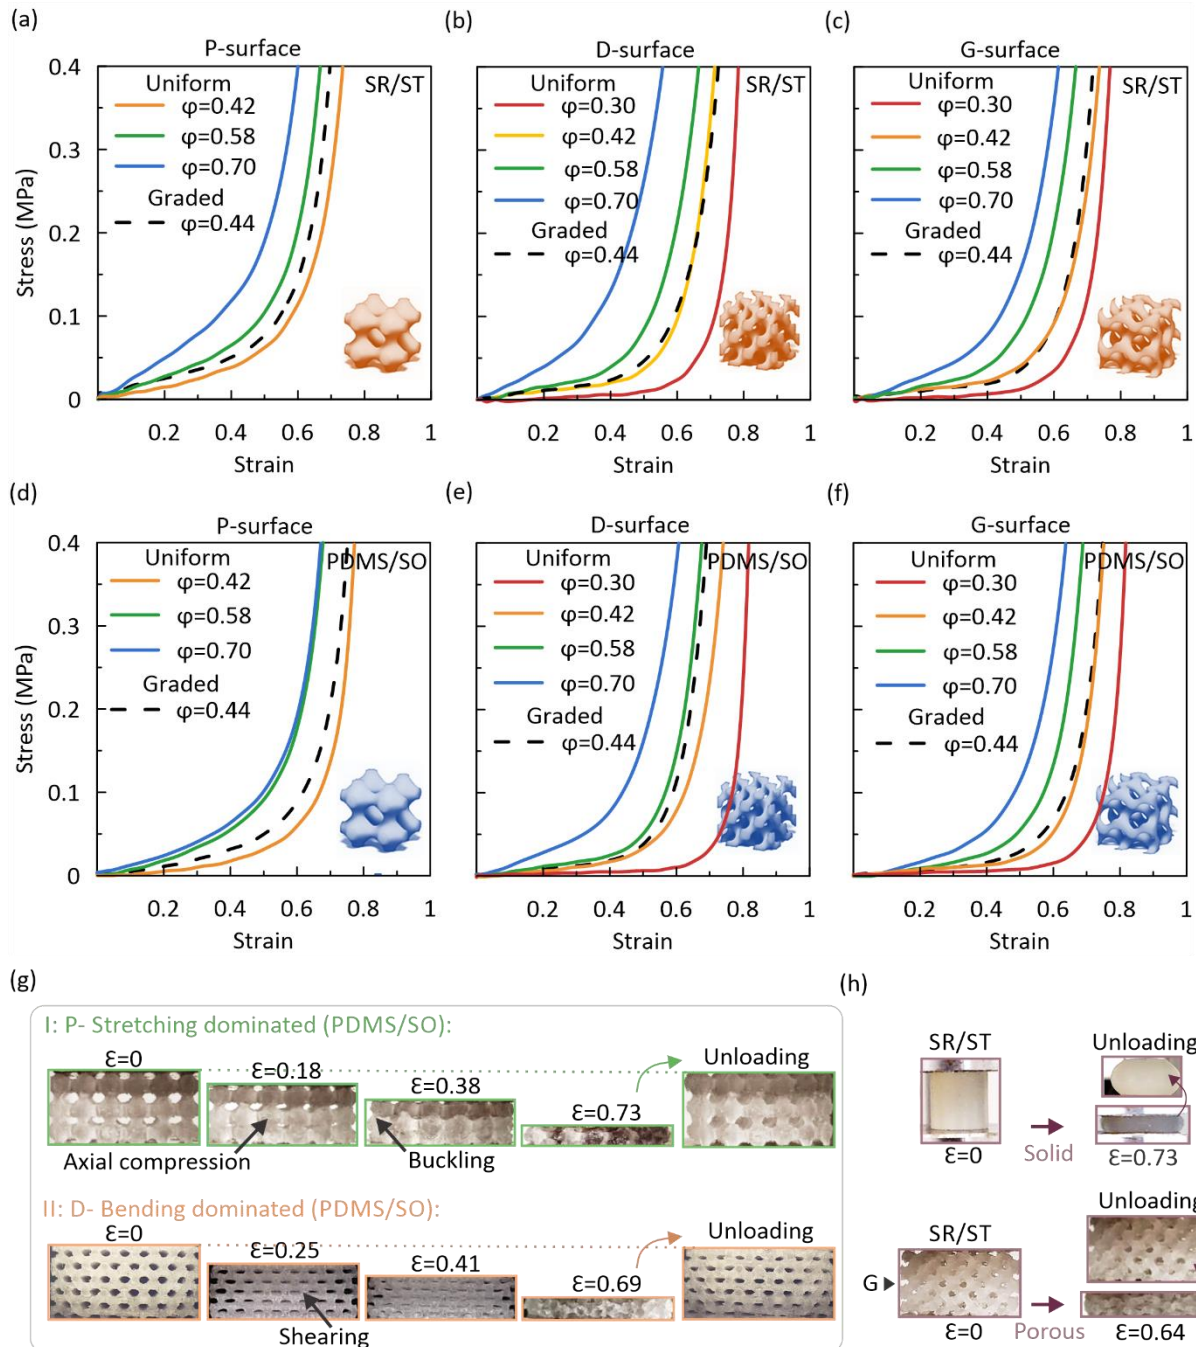 (a)
P-surface
0.4
0.3
0.2
0.1
0
Stress (MPa)
Uniform
φ=0.42
φ=0.58
φ=0.70
Graded
φ=0.44
SR/ST
0.2 0.4 0.6 0.8 1
Strain
(b)
D-surface
Uniform
φ=0.30
φ=0.42
φ=0.58
φ=0.70
Graded
φ=0.44
SR/ST
0.2 0.4 0.6 0.8 1
Strain
(c)
G-surface
Uniform
φ=0.30
φ=0.42
φ=0.58
φ=0.70
Graded
φ=0.44
SR/ST
0.2 0.4 0.6 0.8 1
Strain
(d)
P-surface
0.4
0.3
0.2
0.1
0
Stress (MPa)
Uniform
φ=0.42
φ=0.58
φ=0.70
Graded
φ=0.44
PDMS/SO
0.2 0.4 0.6 0.8 1
Strain
(e)
D-surface
Uniform
φ=0.30
φ=0.42
φ=0.58
φ=0.70
Graded
φ=0.44
PDMS/SO
0.2 0.4 0.6 0.8 1
Strain
(f)
G-surface
Uniform
φ=0.30
φ=0.42
φ=0.58
φ=0.70
Graded
φ=0.44
PDMS/SO
0.2 0.4 0.6 0.8 1
Strain
(g)
I: P- Stretching dominated (PDMS/SO):
Ɛ=0
Ɛ=0.18
Ɛ=0.38
Ɛ=0.73
Unloading
Axial compression
Buckling
II: D- Bending dominated (PDMS/SO):
Ɛ=0
Ɛ=0.25
Ɛ=0.41
Ɛ=0.69
Unloading
Shearing
(h)
SR/ST
Unloading
Ɛ=0
Solid
Ɛ=0.73
SR/ST
Unloading
G
Ɛ=0
Porous
Ɛ=0.64